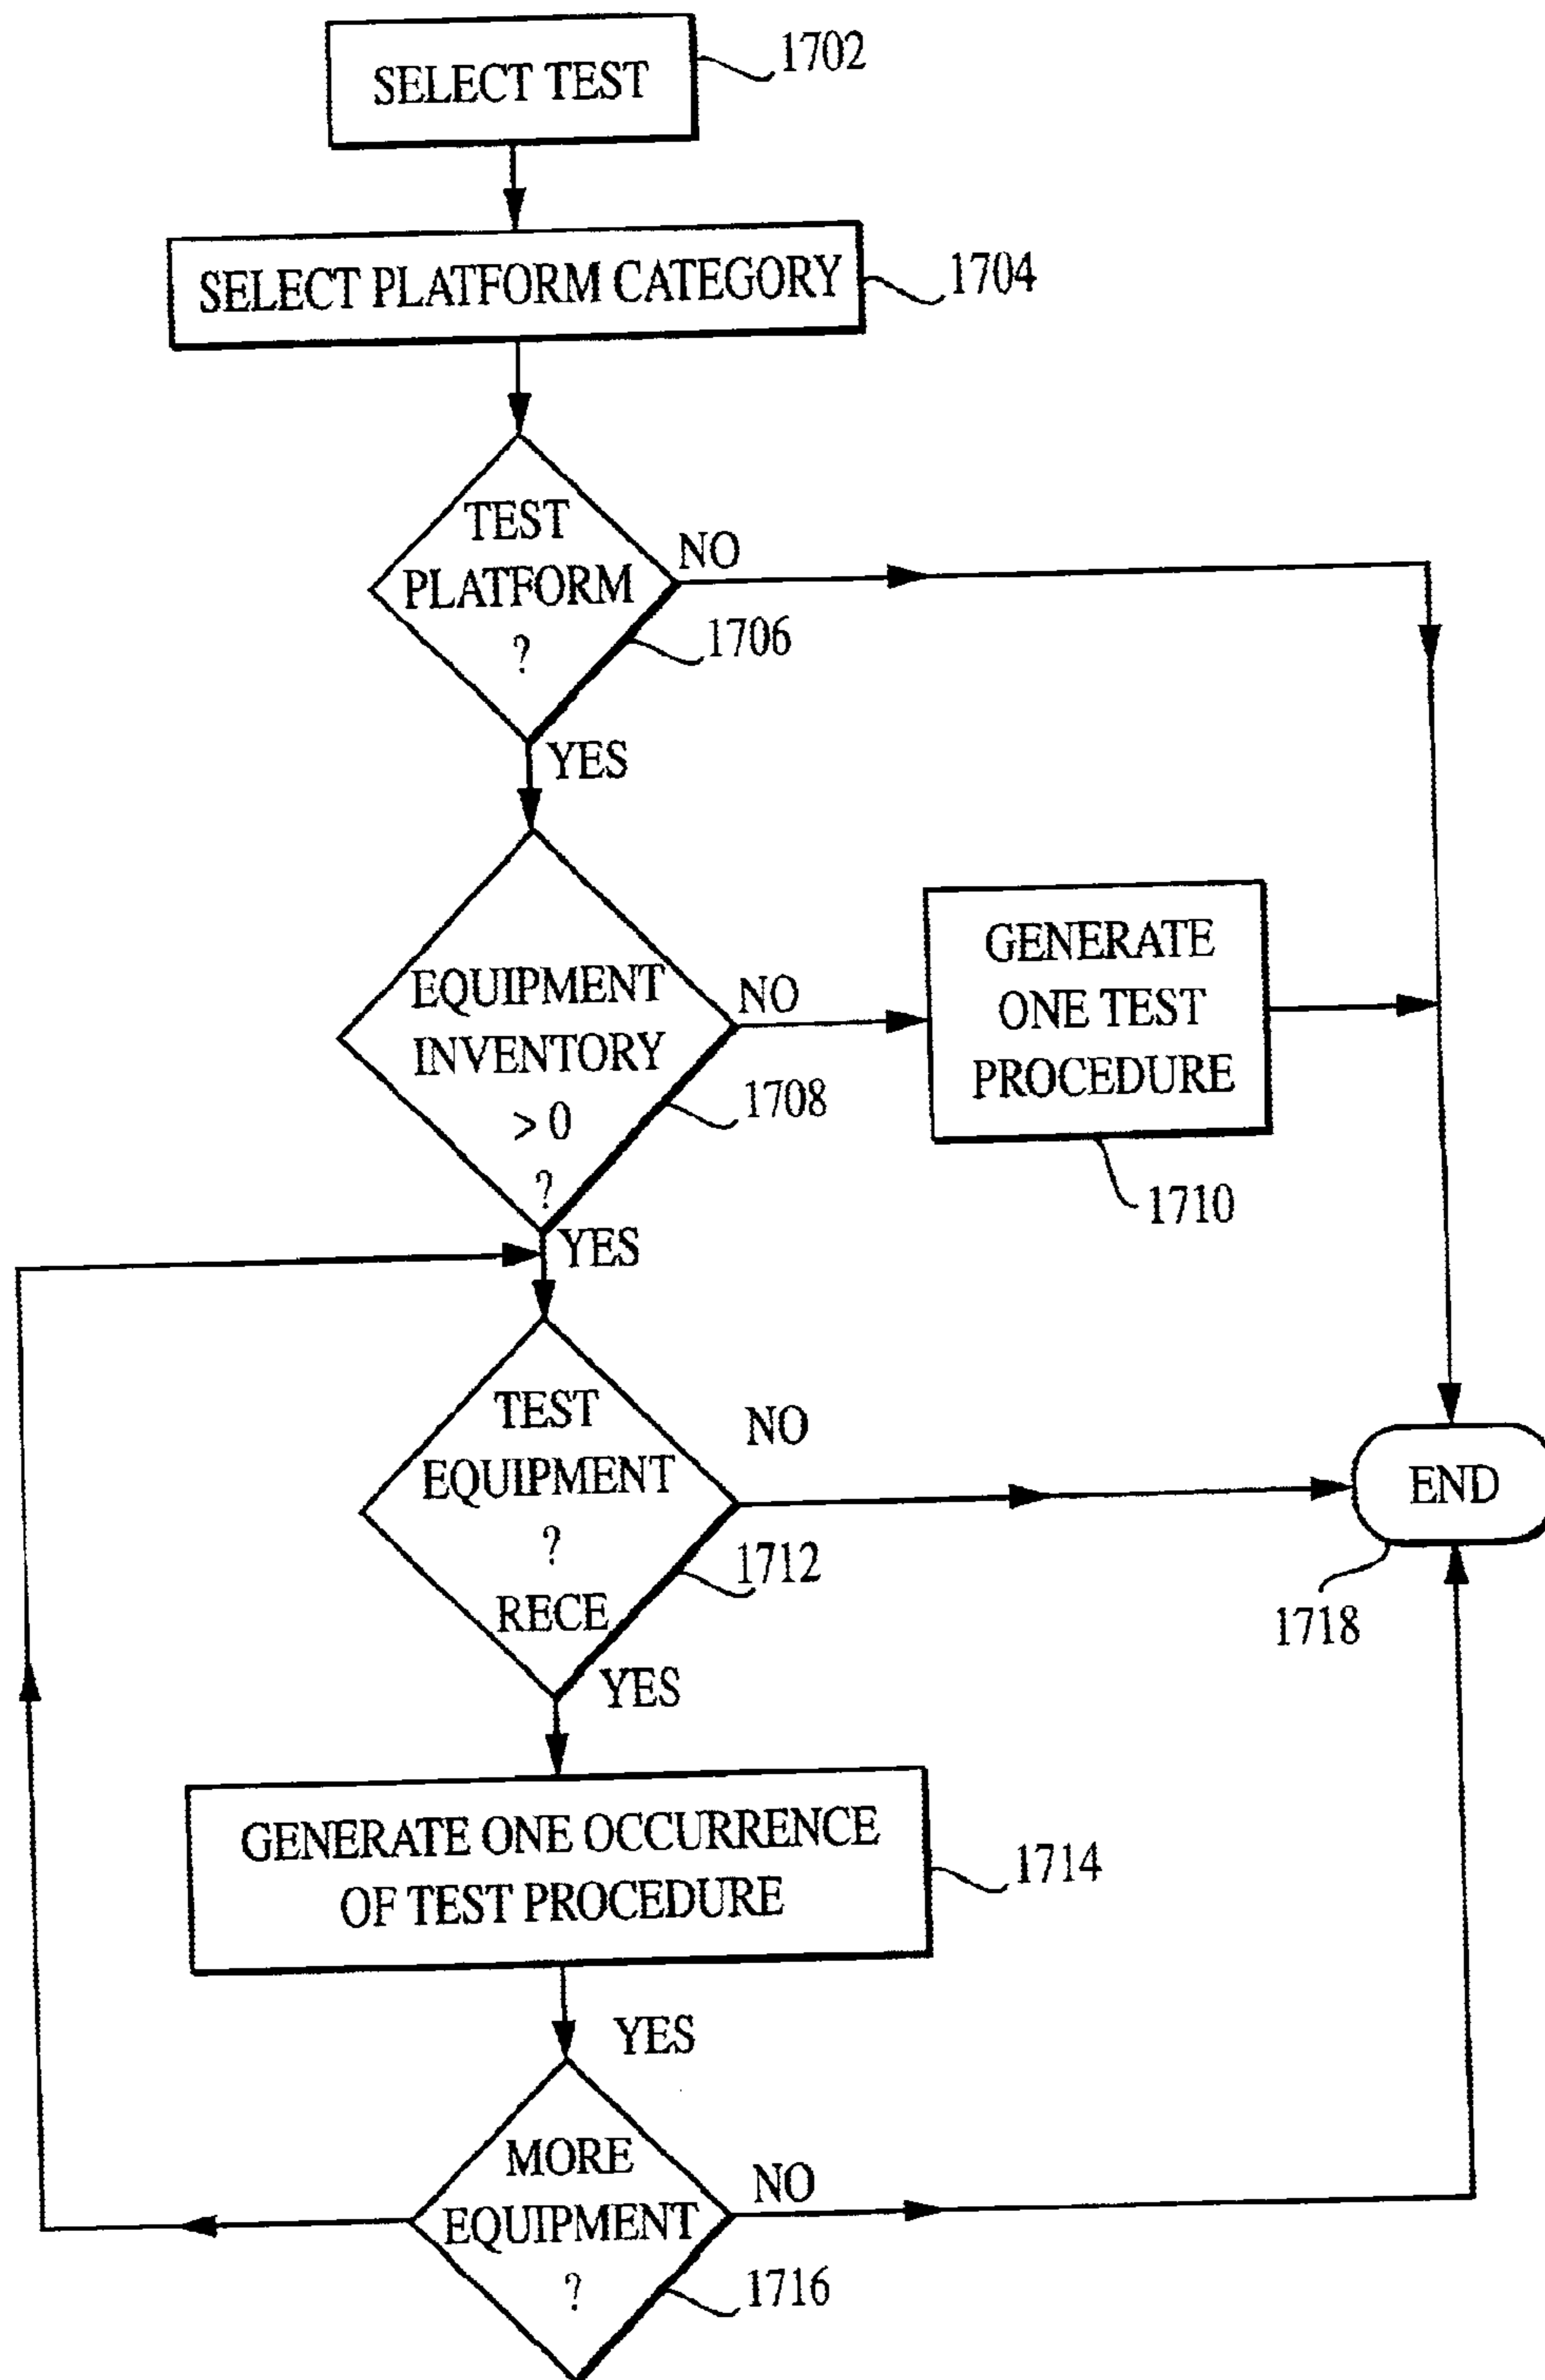 SELECT TEST
1702
SELECT PLATFORM CATEGORY
1704
TEST
PLATFORM
?
NO
1706
YES
EQUIPMENT
INVENTORY
> 0
?
NO
1708
GENERATE
ONE TEST
PROCEDURE
1710
YES
TEST
EQUIPMENT
?
RECE
NO
1712
END
1718
YES
GENERATE ONE OCCURRENCE
OF TEST PROCEDURE
1714
YES
MORE
EQUIPMENT
?
NO
1716